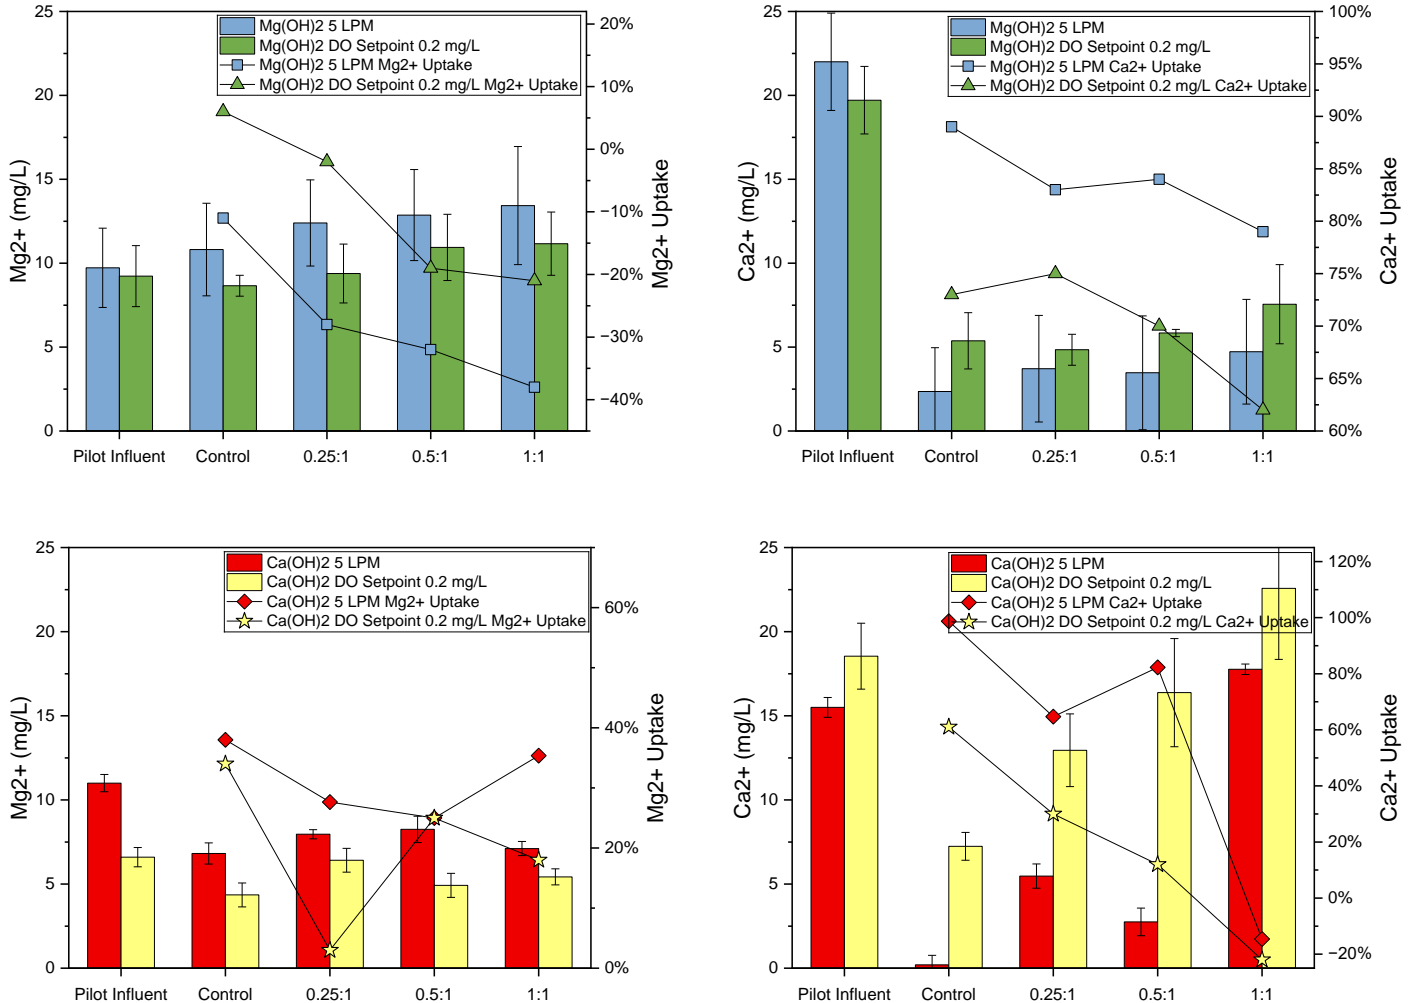 25
20
15
10
5
0
Mg2+ (mg/L)
Mg(OH)2 5 LPM
Mg(OH)2 DO Setpoint 0.2 mg/L
Mg(OH)2 5 LPM Mg2+ Uptake
Mg(OH)2 DO Setpoint 0.2 mg/L Mg2+ Uptake
20%
10%
0%
−10%
−20%
−30%
−40%
Mg2+ Uptake
Pilot Influent Control 0.25:1 0.5:1 1:1
25
20
15
10
5
0
Ca2+ (mg/L)
Mg(OH)2 5 LPM
Mg(OH)2 DO Setpoint 0.2 mg/L
Mg(OH)2 5 LPM Ca2+ Uptake
Mg(OH)2 DO Setpoint 0.2 mg/L Ca2+ Uptake
100%
95%
90%
85%
80%
75%
70%
65%
60%
Ca2+ Uptake
Pilot Influent Control 0.25:1 0.5:1 1:1
25
20
15
10
5
0
Mg2+ (mg/L)
Ca(OH)2 5 LPM
Ca(OH)2 DO Setpoint 0.2 mg/L
Ca(OH)2 5 LPM Mg2+ Uptake
Ca(OH)2 DO Setpoint 0.2 mg/L Mg2+ Uptake
60%
40%
20%
0%
Mg2+ Uptake
Pilot Influent Control 0.25:1 0.5:1 1:1
25
20
15
10
5
0
Ca2+ (mg/L)
Ca(OH)2 5 LPM
Ca(OH)2 DO Setpoint 0.2 mg/L
Ca(OH)2 5 LPM Ca2+ Uptake
Ca(OH)2 DO Setpoint 0.2 mg/L Ca2+ Uptake
120%
100%
80%
60%
40%
20%
0%
−20%
Ca2+ Uptake
Pilot Influent Control 0.25:1 0.5:1 1:1